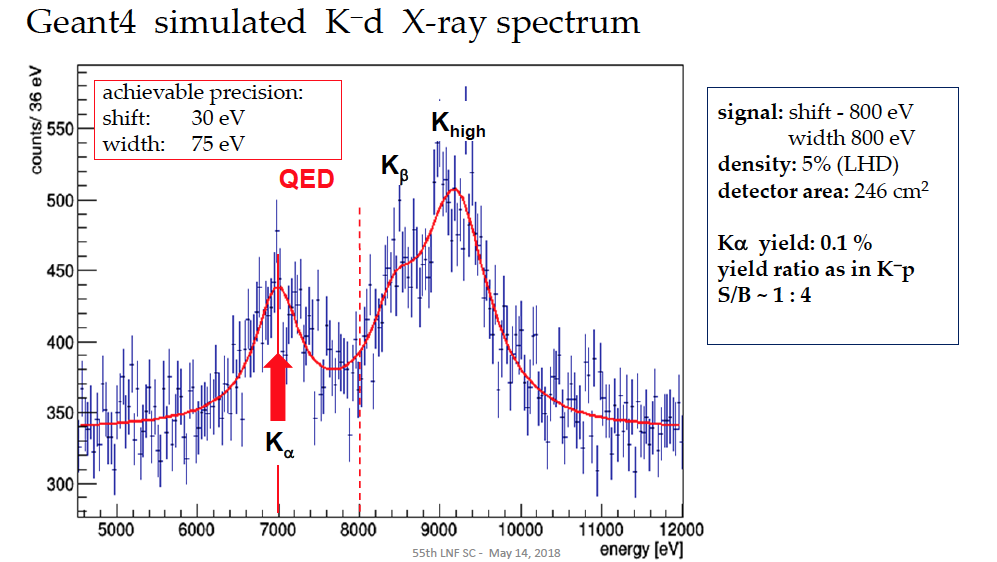 Geant4 simulated K⁻d X-ray spectrum
counts/ 36 eV
achievable precision:
shift: 30 eV
width: 75 eV
QED
Kα
Kβ
Khigh
550
500
450
400
350
300
5000 6000 7000 8000 9000 10000 11000 12000
energy [eV]
55th LNF SC - May 14, 2018
signal: shift - 800 eV
width 800 eV
density: 5% (LHD)
detector area: 246 cm²
Kα yield: 0.1 %
yield ratio as in K⁻p
S/B ~ 1 : 4